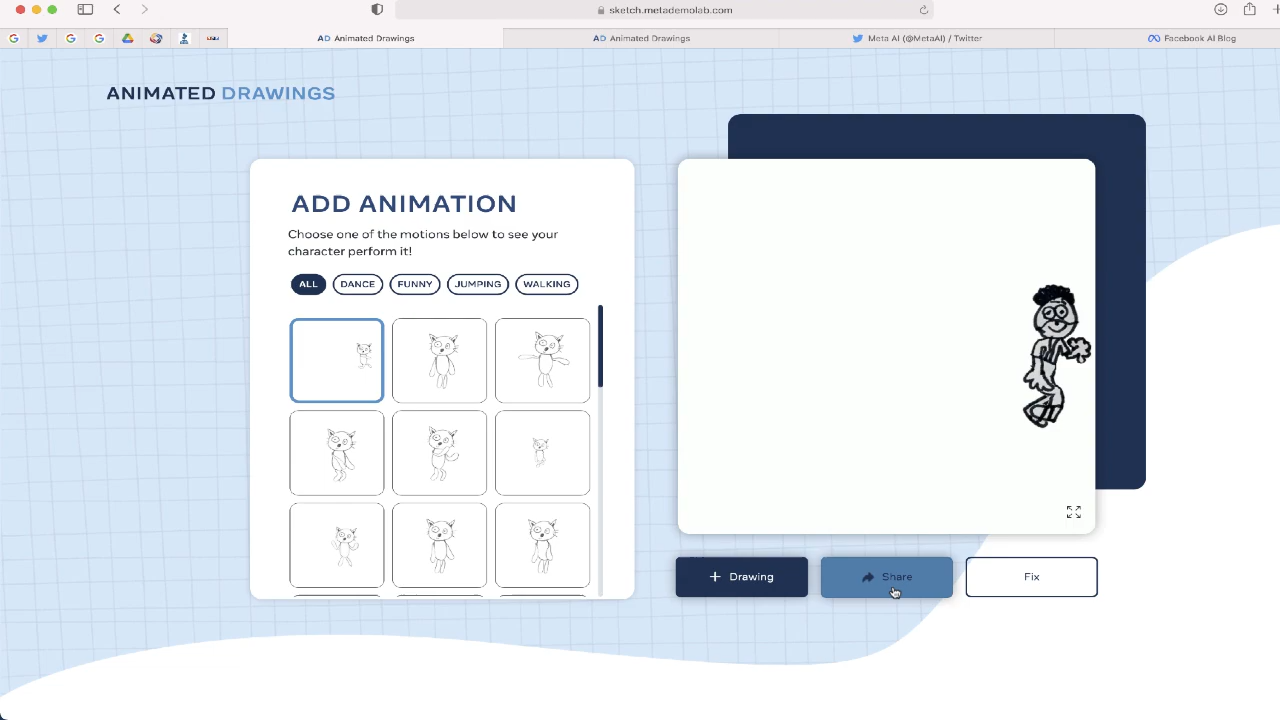 sketch.metademolab.com
AD Animated Drawings
AD Animated Drawings
Meta AI (@MetaAI) / Twitter
Facebook AI Blog
ANIMATED DRAWINGS
ADD ANIMATION
Choose one of the motions below to see your
character perform it!
ALL DANCE FUNNY JUMPING WALKING
+ Drawing
Share
Fix